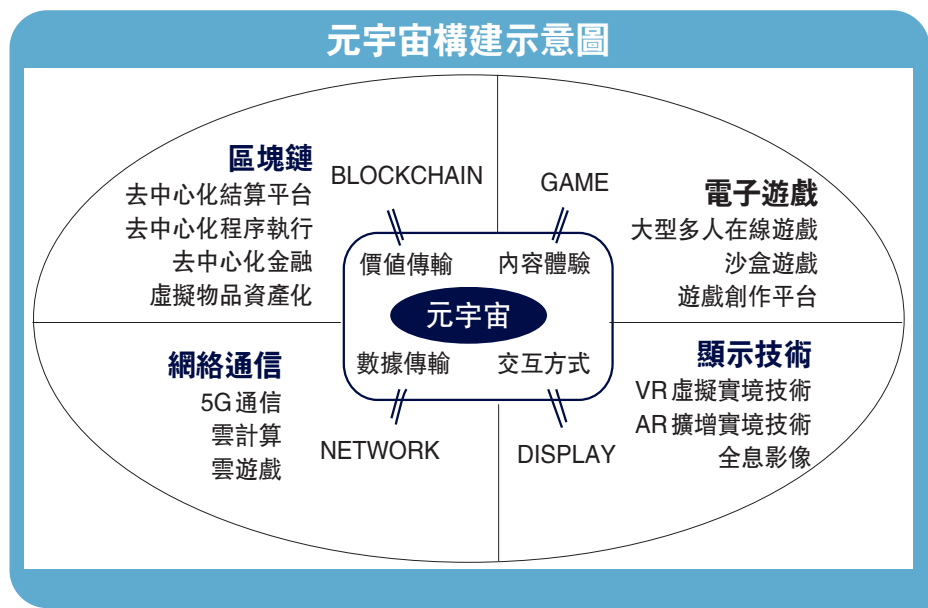 元宇宙構建示意圖
區塊鏈
去中心化結算平台
去中心化程序執行
去中心化金融
虛擬物品資產化
BLOCKCHAIN
GAME
電子遊戲
大型多人在線遊戲
沙盒遊戲
遊戲創作平台
價值傳輸
內容體驗
元宇宙
數據傳輸
交互方式
網絡通信
5G通信
雲計算
雲遊戲
NETWORK
DISPLAY
顯示技術
VR虛擬實境技術
AR擴增實境技術
全息影像